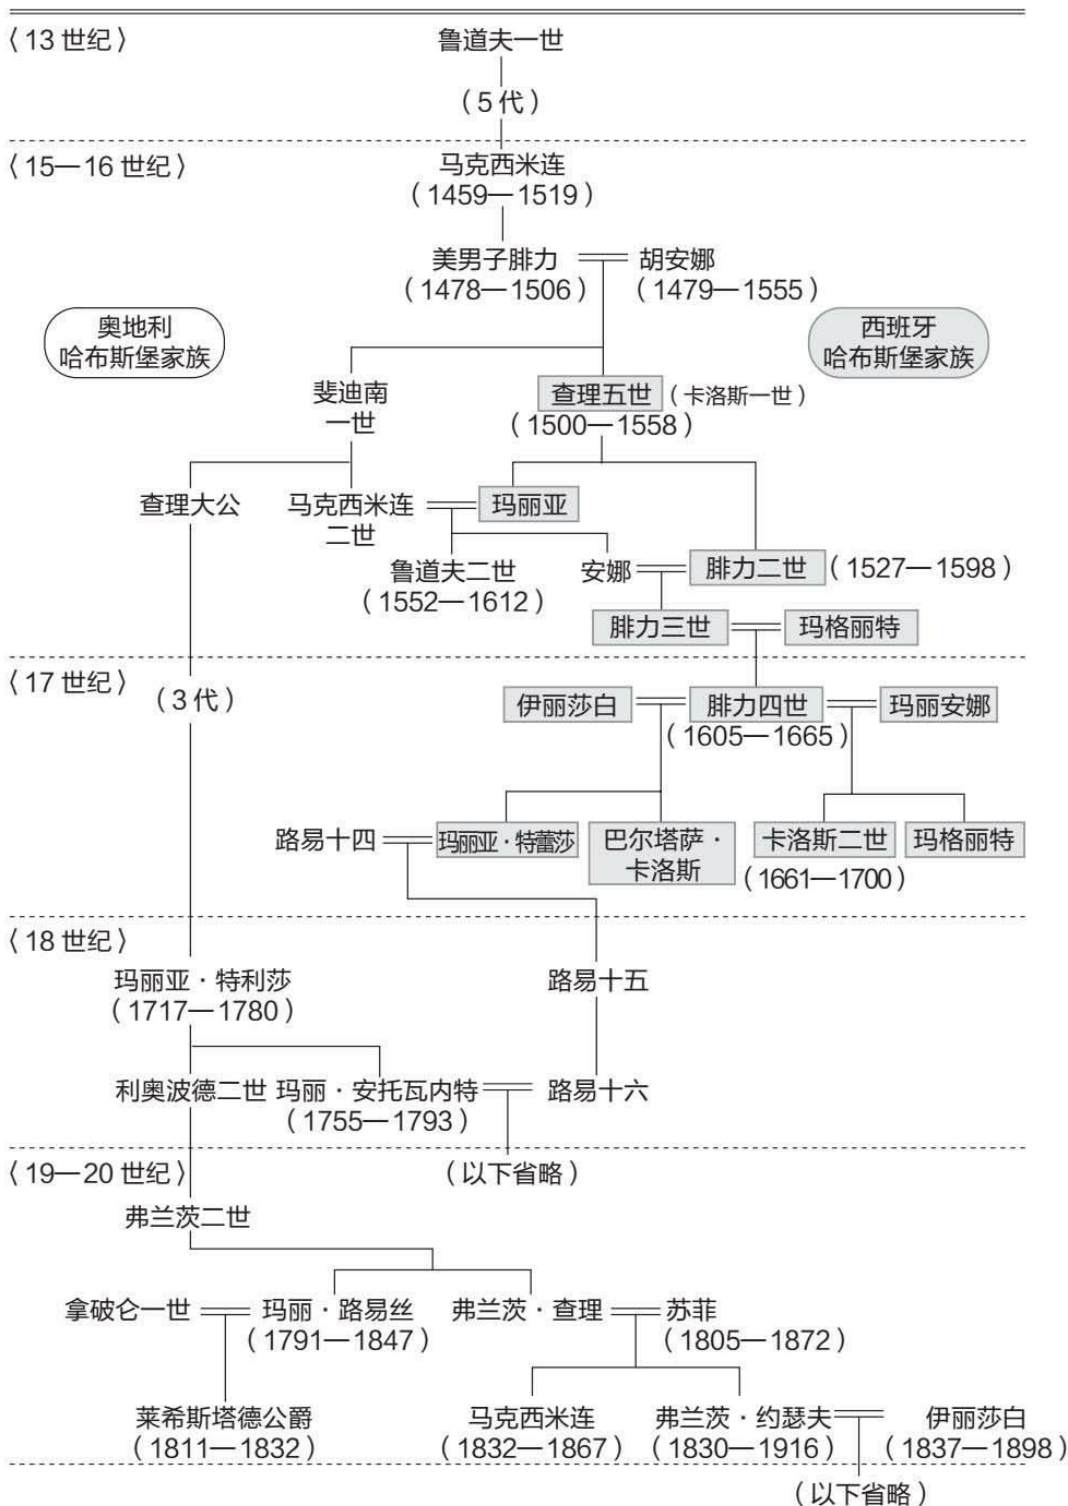 〈13 世纪〉
鲁道夫一世
（5 代）
〈15—16 世纪〉
马克西米连
（1459—1519）
美男子腓力
胡安娜
（1478—1506）
（1479—1555）
奥地利
哈布斯堡家族
西班牙
哈布斯堡家族
斐迪南
一世
查理五世
（卡洛斯一世）
（1500—1558）
查理大公
马克西米连
二世
玛丽亚
鲁道夫二世
（1552—1612）
安娜
腓力二世
（1527—1598）
腓力三世
玛格丽特
〈17 世纪〉
（3 代）
伊丽莎白
腓力四世
玛丽安娜
（1605—1665）
路易十四
玛丽亚·特蕾莎
巴尔塔萨·
卡洛斯
卡洛斯二世
玛格丽特
（1661—1700）
〈18 世纪〉
玛丽亚·特利莎
（1717—1780）
路易十五
利奥波德二世
玛丽·安托瓦内特
路易十六
（1755—1793）
〈19—20 世纪〉
（以下省略）
弗兰茨二世
拿破仑一世
玛丽·路易丝
弗兰茨·查理
苏菲
（1791—1847）
（1805—1872）
莱希斯塔德公爵
马克西米连
弗兰茨·约瑟夫
伊丽莎白
（1811—1832）
（1832—1867）
（1830—1916）
（1837—1898）
（以下省略）